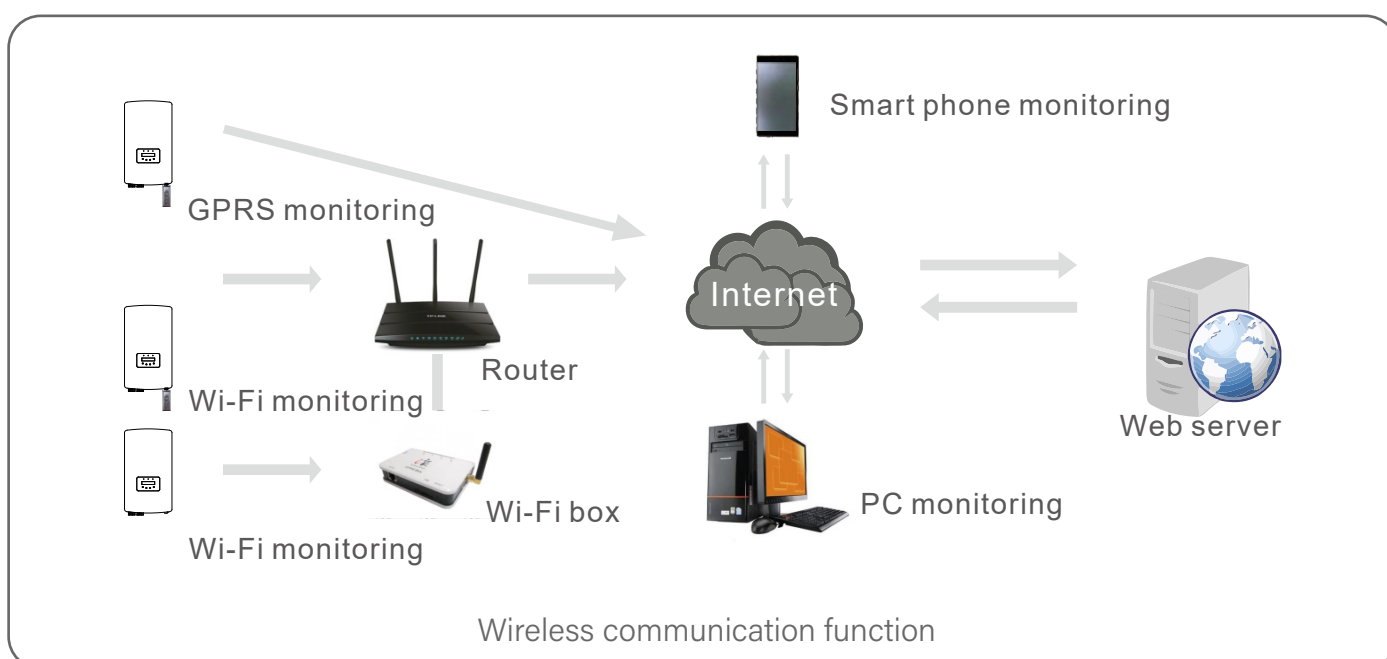 Smart phone monitoring
GPRS monitoring
Internet
Router
Wi-Fi monitoring
Web server
Wi-Fi box
PC monitoring
Wi-Fi monitoring
Wireless communication function